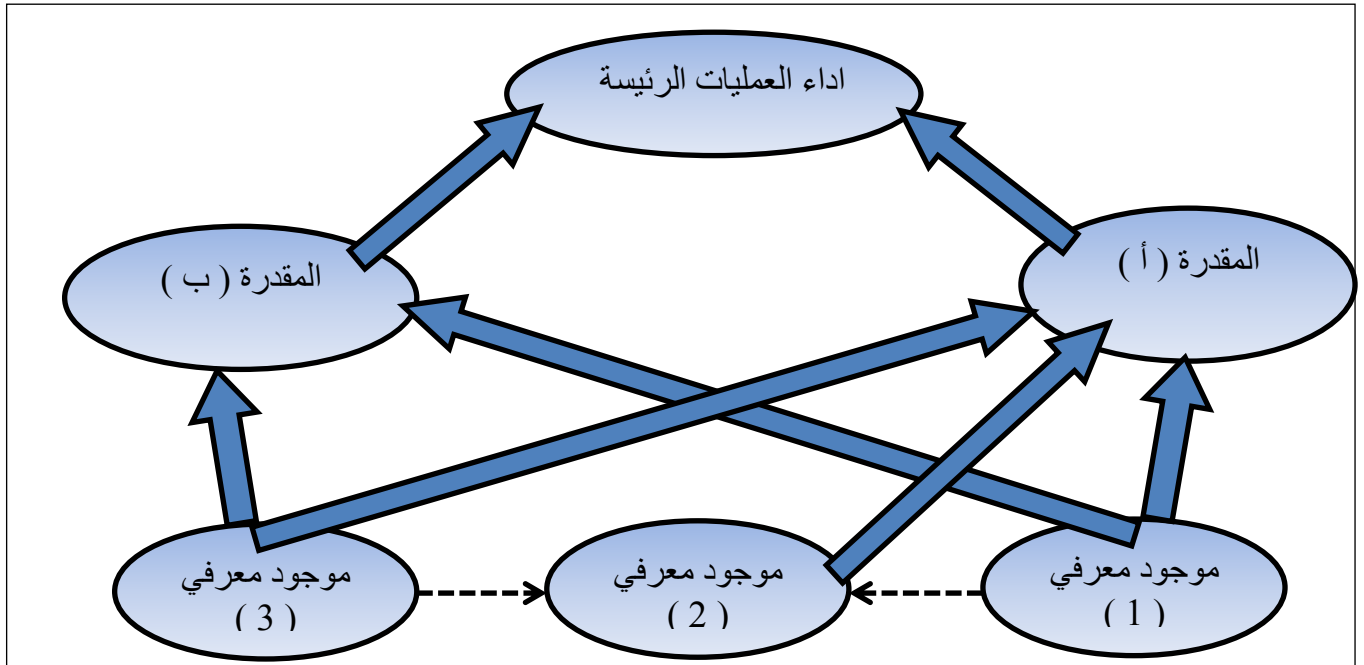 اداء العمليات الرئيسة
المقدرة ( أ )
المقدرة ( ب )
موجود معرفي
( 1 )
موجود معرفي
( 2 )
موجود معرفي
( 3 )